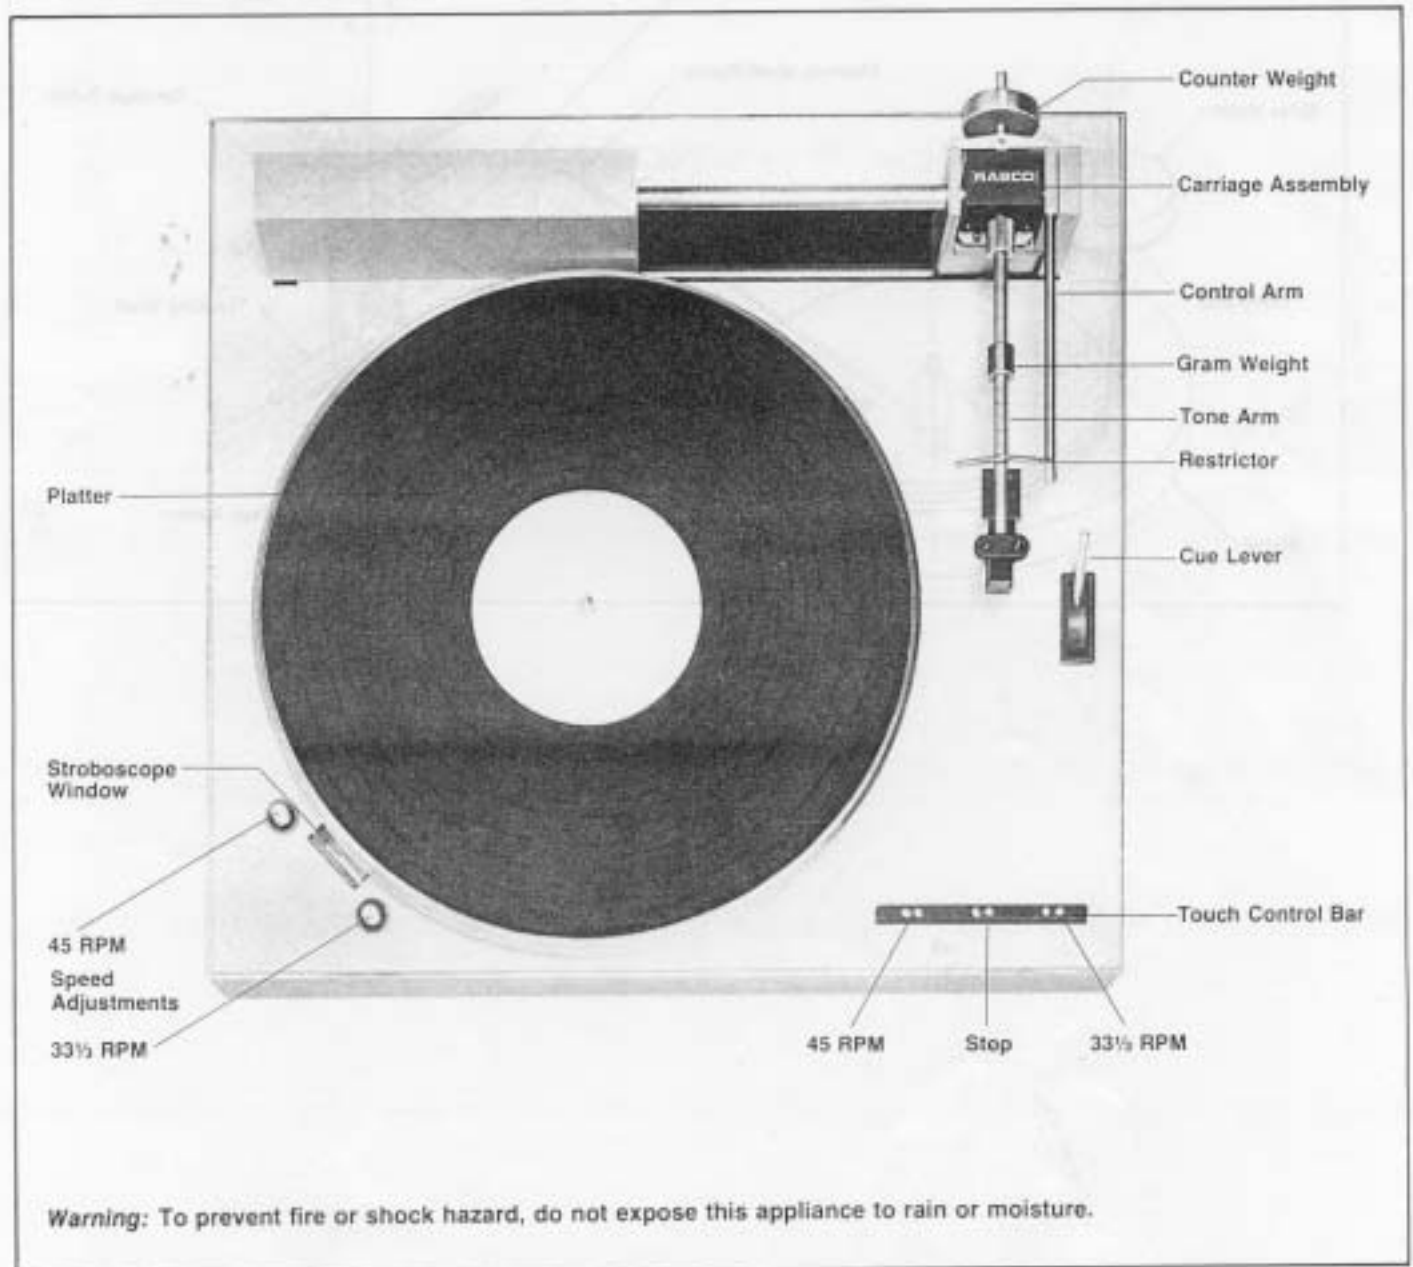 Counter Weight
RABCO
Carriage Assembly
Control Arm
Gram Weight
Tone Arm
Restrictor
Platter
Cue Lever
Stroboscope
Window
Touch Control Bar
45 RPM
Speed
Adjustments
33⅓ RPM
45 RPM
Stop
33⅓ RPM
Warning: To prevent fire or shock hazard, do not expose this appliance to rain or moisture.